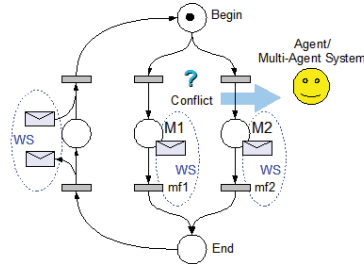 Begin
Agent/
Multi-Agent System
?
Conflict
M1
M2
WS
WS
WS
mf1
mf2
End